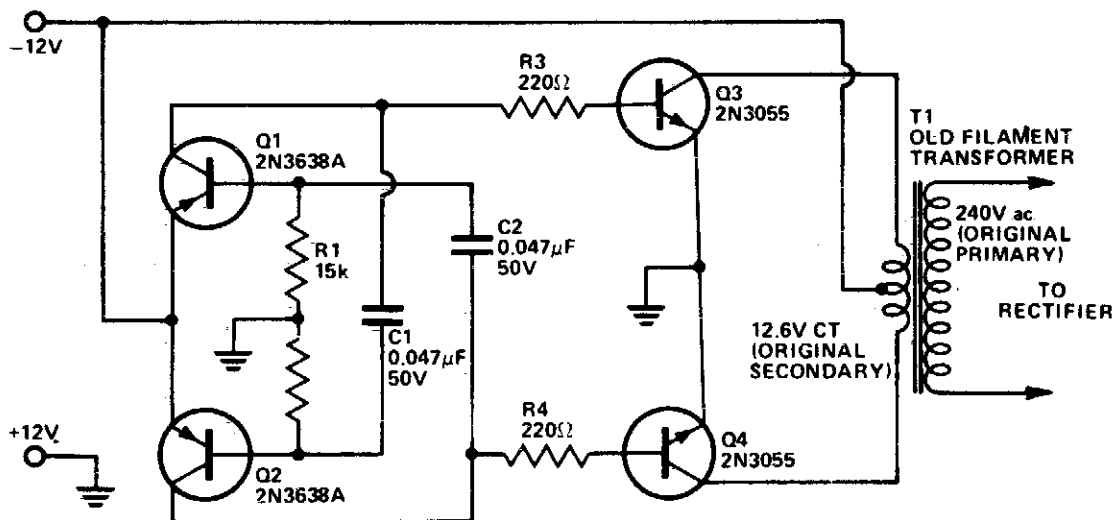 −12V
R3
220Ω
Q3
2N3055
T1
OLD FILAMENT
TRANSFORMER
Q1
2N3638A
R1
15k
C2
0.047μF
50V
240V ac
(ORIGINAL
PRIMARY)
TO
RECTIFIER
C1
0.047μF
50V
12.6V CT
(ORIGINAL
SECONDARY)
+12V
R4
220Ω
Q4
2N3055
Q2
2N3638A